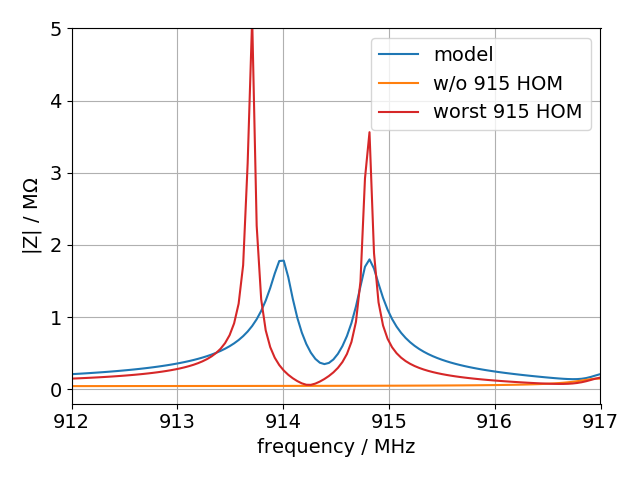 5
4
3
2
1
0
|Z| / MΩ
model
w/o 915 HOM
worst 915 HOM
912 913 914 915 916 917
frequency / MHz